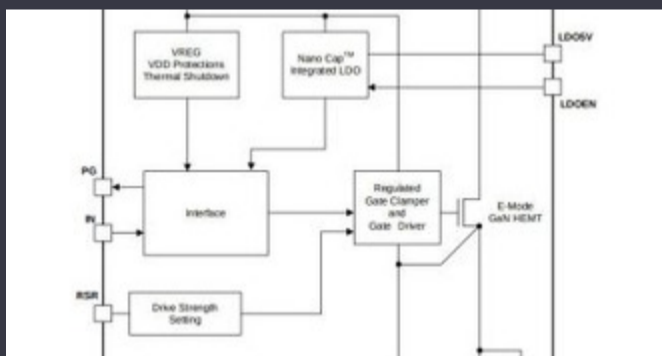 VREG
VDD Protections
Thermal Shutdown
Nano Cap™
Integrated LDO
LDO5V
LDOEN
PG
IN
Interface
Regulated
Gate Clamper
and
Gate Driver
E-Mode
GaN HEMT
RSR
Drive Strength
Setting